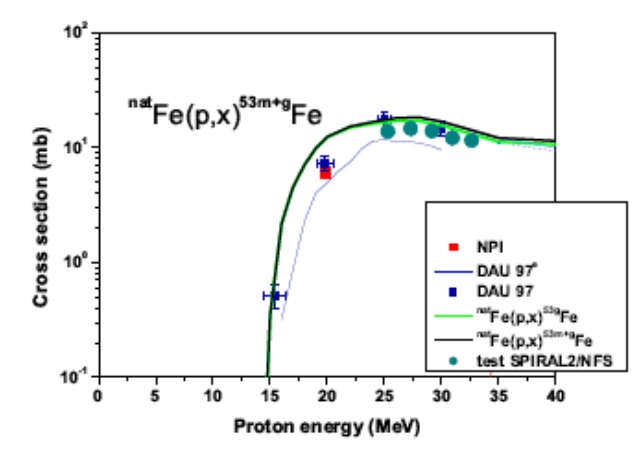 10²
natFe(p,x)53m+gFe
10¹
10⁰
10⁻¹
Cross section (mb)
NPI
DAU 97
DAU 97
natFe(p,x)53gFe
natFe(p,x)53m+gFe
test SPIRAL2/NFS
0 5 10 15 20 25 30 35 40
Proton energy (MeV)